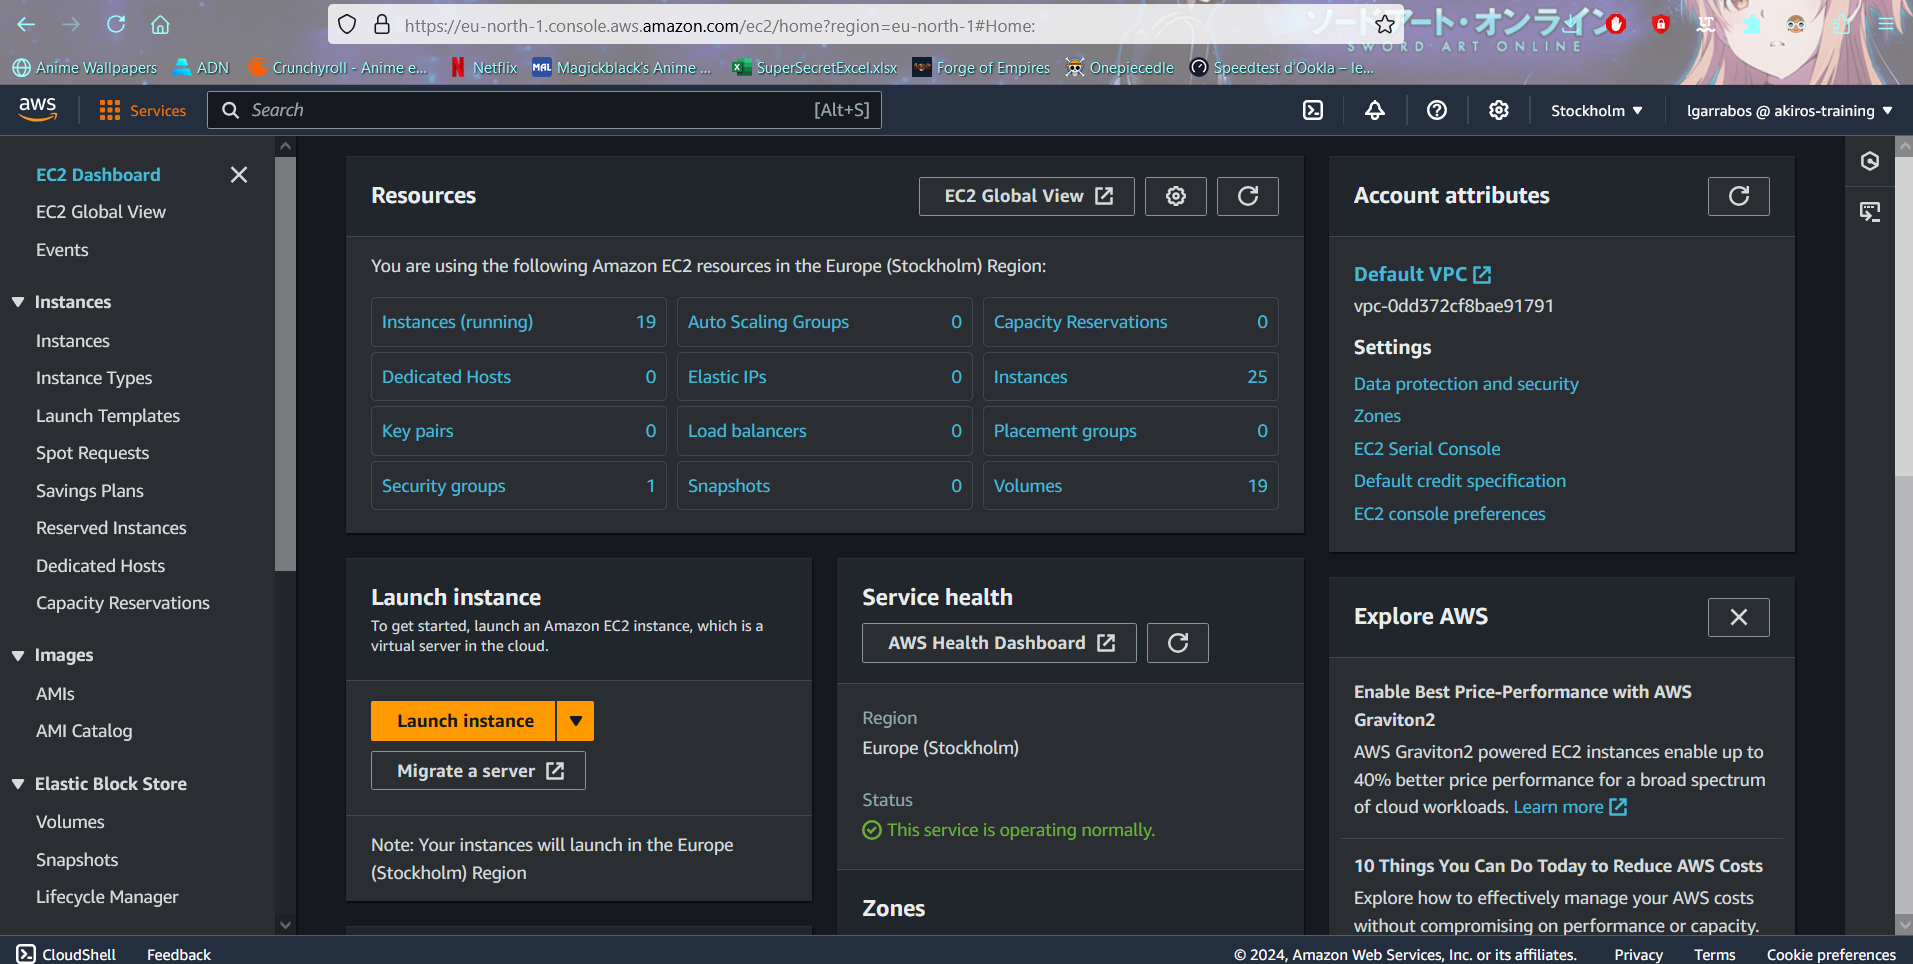 https://eu-north-1.console.aws.amazon.com/ec2/home?region=eu-north-1#Home:
ソードアート・オンライン
SWORD ART ONLINE
Anime Wallpapers
ADN
Crunchyroll - Anime e...
Netflix
MAL
Magickblack's Anime ...
SuperSecretExcel.xlsx
Forge of Empires
Onepiecedle
Speedtest d'Ookla – le...
aws
Services
Search
[Alt+S]
Stockholm
lgarrabos @ akiros-training
EC2 Dashboard
EC2 Global View
Events
Instances
Instances
Instance Types
Launch Templates
Spot Requests
Savings Plans
Reserved Instances
Dedicated Hosts
Capacity Reservations
Images
AMIs
AMI Catalog
Elastic Block Store
Volumes
Snapshots
Lifecycle Manager
Resources
EC2 Global View
You are using the following Amazon EC2 resources in the Europe (Stockholm) Region:
Instances (running) 19
Auto Scaling Groups 0
Capacity Reservations 0
Dedicated Hosts 0
Elastic IPs 0
Instances 25
Key pairs 0
Load balancers 0
Placement groups 0
Security groups 1
Snapshots 0
Volumes 19
Launch instance
To get started, launch an Amazon EC2 instance, which is a
virtual server in the cloud.
Launch instance
Migrate a server
Note: Your instances will launch in the Europe
(Stockholm) Region
Service health
AWS Health Dashboard
Region
Europe (Stockholm)
Status
This service is operating normally.
Zones
Account attributes
Default VPC
vpc-0dd372cf8bae91791
Settings
Data protection and security
Zones
EC2 Serial Console
Default credit specification
EC2 console preferences
Explore AWS
Enable Best Price-Performance with AWS
Graviton2
AWS Graviton2 powered EC2 instances enable up to
40% better price performance for a broad spectrum
of cloud workloads. Learn more
10 Things You Can Do Today to Reduce AWS Costs
Explore how to effectively manage your AWS costs
without compromising on performance or capacity.
CloudShell
Feedback
© 2024, Amazon Web Services, Inc. or its affiliates.
Privacy
Terms
Cookie preferences